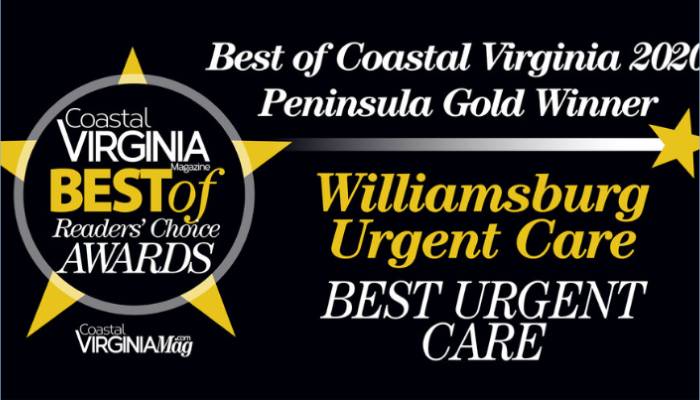 Coastal
VIRGINIA
Magazine
BEST of
Readers' Choice
AWARDS
Coastal
VIRGINIAMag
.com
Best of Coastal Virginia 2020
Peninsula Gold Winner
Williamsburg
Urgent Care
BEST URGENT
CARE